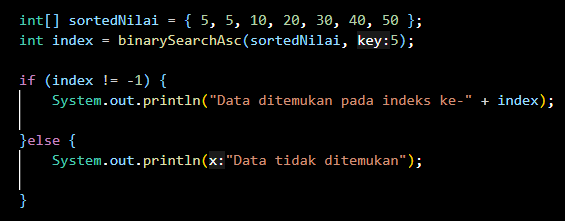 int[] sortedNilai = { 5, 5, 10, 20, 30, 40, 50 };
int index = binarySearchAsc(sortedNilai, key:5);
if (index != -1) {
System.out.println("Data ditemukan pada indeks ke-" + index);
}else {
System.out.println(x:"Data tidak ditemukan");
}